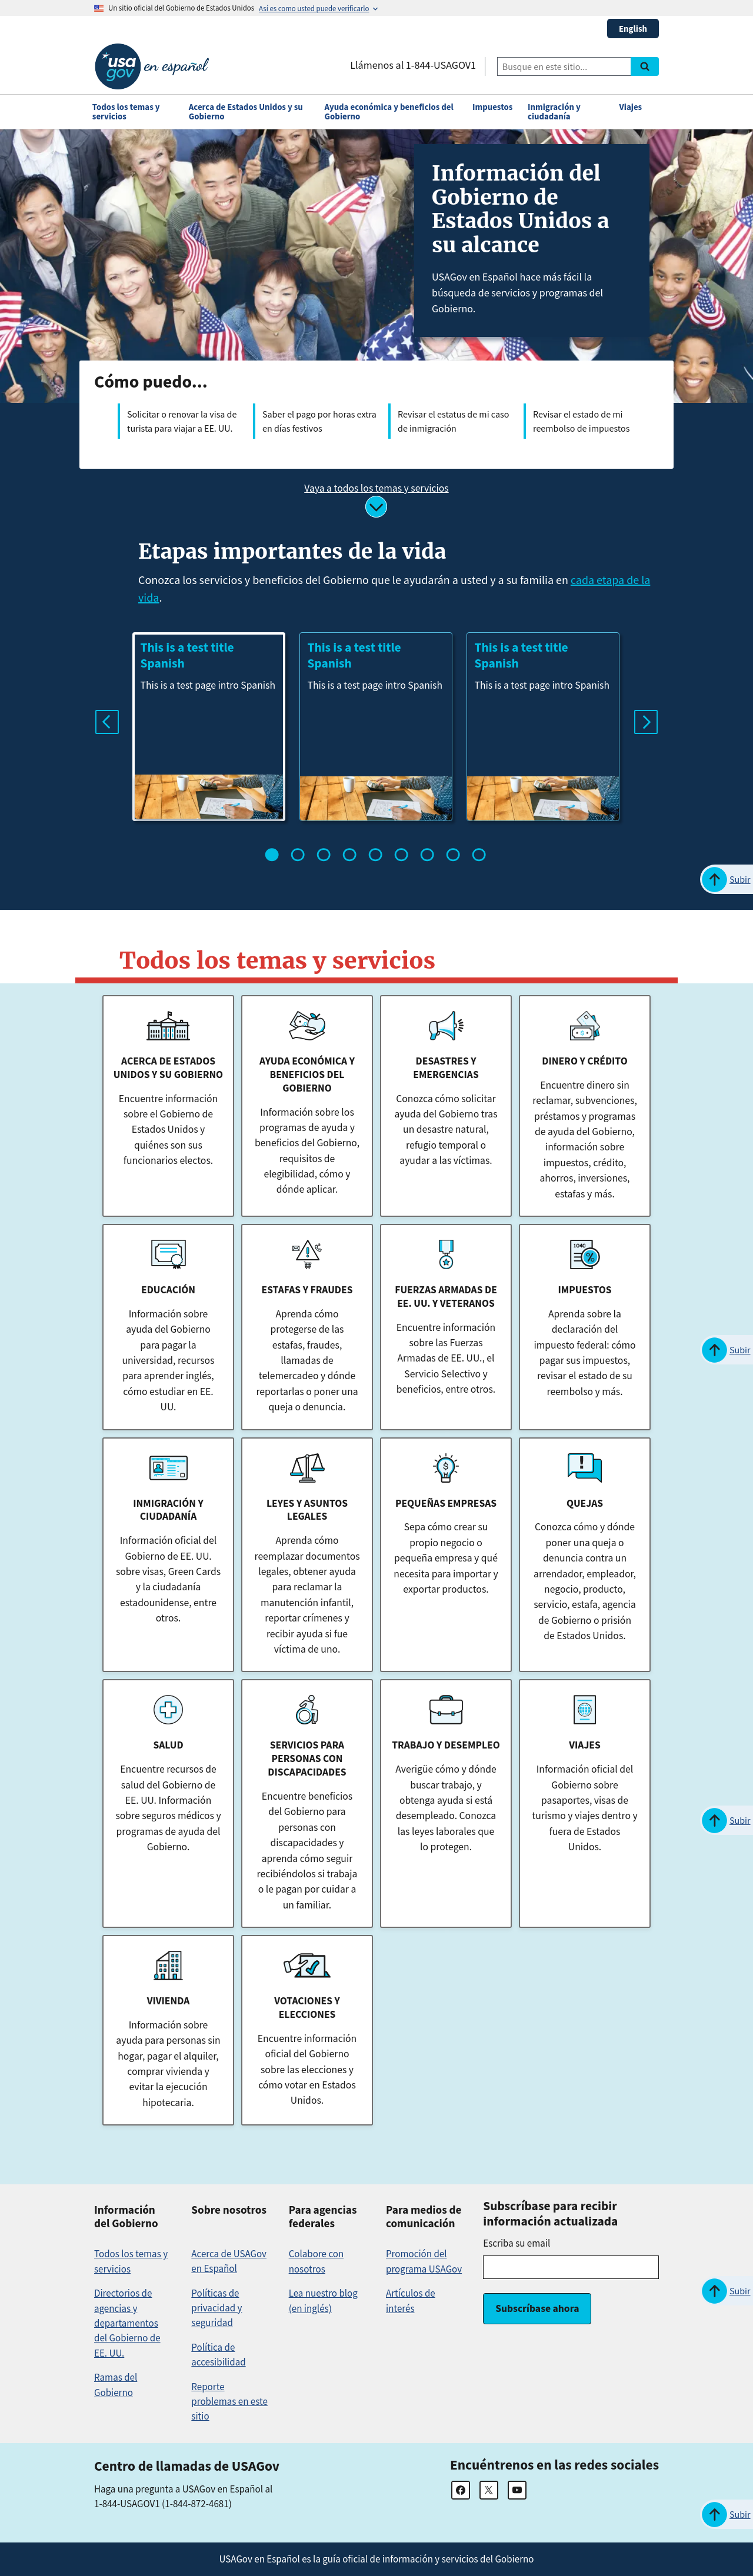 Un sitio oficial del Gobierno de Estados Unidos Así es como usted puede verificarlo
English
usa gov en español
Llámenos al 1-844-USAGOV1
Busque en este sitio...
Todos los temas y servicios
Acerca de Estados Unidos y su Gobierno
Ayuda económica y beneficios del Gobierno
Impuestos
Inmigración y ciudadanía
Viajes
Información del
Gobierno de
Estados Unidos a
su alcance
USAGov en Español hace más fácil la
búsqueda de servicios y programas del
Gobierno.
Cómo puedo...
Solicitar o renovar la visa de
turista para viajar a EE. UU.
Saber el pago por horas extra
en días festivos
Revisar el estatus de mi caso
de inmigración
Revisar el estado de mi
reembolso de impuestos
Vaya a todos los temas y servicios
Etapas importantes de la vida
Conozca los servicios y beneficios del Gobierno que le ayudarán a usted y a su familia en cada etapa de la
vida.
This is a test title
Spanish
This is a test page intro Spanish
This is a test title
Spanish
This is a test page intro Spanish
This is a test title
Spanish
This is a test page intro Spanish
Subir
Todos los temas y servicios
ACERCA DE ESTADOS
UNIDOS Y SU GOBIERNO
Encuentre información
sobre el Gobierno de
Estados Unidos y
quiénes son sus
funcionarios electos.
AYUDA ECONÓMICA Y
BENEFICIOS DEL
GOBIERNO
Información sobre los
programas de ayuda y
beneficios del Gobierno,
requisitos de
elegibilidad, cómo y
dónde aplicar.
DESASTRES Y
EMERGENCIAS
Conozca cómo solicitar
ayuda del Gobierno tras
un desastre natural,
refugio temporal o
ayudar a las víctimas.
DINERO Y CRÉDITO
Encuentre dinero sin
reclamar, subvenciones,
préstamos y programas
de ayuda del Gobierno,
información sobre
impuestos, crédito,
ahorros, inversiones,
estafas y más.
EDUCACIÓN
Información sobre
ayuda del Gobierno
para pagar la
universidad, recursos
para aprender inglés,
cómo estudiar en EE.
UU.
ESTAFAS Y FRAUDES
Aprenda cómo
protegerse de las
estafas, fraudes,
llamadas de
telemercadeo y dónde
reportarlas o poner una
queja o denuncia.
FUERZAS ARMADAS DE
EE. UU. Y VETERANOS
Encuentre información
sobre las Fuerzas
Armadas de EE. UU., el
Servicio Selectivo y
beneficios, entre otros.
1040
IMPUESTOS
Aprenda sobre la
declaración del
impuesto federal: cómo
pagar sus impuestos,
revisar el estado de su
reembolso y más.
Subir
INMIGRACIÓN Y
CIUDADANÍA
Información oficial del
Gobierno de EE. UU.
sobre visas, Green Cards
y la ciudadanía
estadounidense, entre
otros.
LEYES Y ASUNTOS
LEGALES
Aprenda cómo
reemplazar documentos
legales, obtener ayuda
para reclamar la
manutención infantil,
reportar crímenes y
recibir ayuda si fue
víctima de uno.
PEQUEÑAS EMPRESAS
Sepa cómo crear su
propio negocio o
pequeña empresa y qué
necesita para importar y
exportar productos.
QUEJAS
Conozca cómo y dónde
poner una queja o
denuncia contra un
arrendador, empleador,
negocio, producto,
servicio, estafa, agencia
de Gobierno o prisión
de Estados Unidos.
SALUD
Encuentre recursos de
salud del Gobierno de
EE. UU. Información
sobre seguros médicos y
programas de ayuda del
Gobierno.
SERVICIOS PARA
PERSONAS CON
DISCAPACIDADES
Encuentre beneficios
del Gobierno para
personas con
discapacidades y
aprenda cómo seguir
recibiéndolos si trabaja
o le pagan por cuidar a
un familiar.
TRABAJO Y DESEMPLEO
Averigüe cómo y dónde
buscar trabajo, y
obtenga ayuda si está
desempleado. Conozca
las leyes laborales que
lo protegen.
VIAJES
Información oficial del
Gobierno sobre
pasaportes, visas de
turismo y viajes dentro y
fuera de Estados
Unidos.
Subir
VIVIENDA
Información sobre
ayuda para personas sin
hogar, pagar el alquiler,
comprar vivienda y
evitar la ejecución
hipotecaria.
VOTACIONES Y
ELECCIONES
Encuentre información
oficial del Gobierno
sobre las elecciones y
cómo votar en Estados
Unidos.
Información
del Gobierno
Todos los temas y
servicios
Directorios de
agencias y
departamentos
del Gobierno de
EE. UU.
Ramas del
Gobierno
Sobre nosotros
Acerca de USAGov
en Español
Políticas de
privacidad y
seguridad
Política de
accesibilidad
Reporte
problemas en este
sitio
Para agencias
federales
Colabore con
nosotros
Lea nuestro blog
(en inglés)
Para medios de
comunicación
Promoción del
programa USAGov
Artículos de
interés
Subscríbase para recibir
información actualizada
Escriba su email
Subscríbase ahora
Subir
Centro de llamadas de USAGov
Haga una pregunta a USAGov en Español al
1-844-USAGOV1 (1-844-872-4681)
Encuéntrenos en las redes sociales
Subir
USAGov en Español es la guía oficial de información y servicios del Gobierno